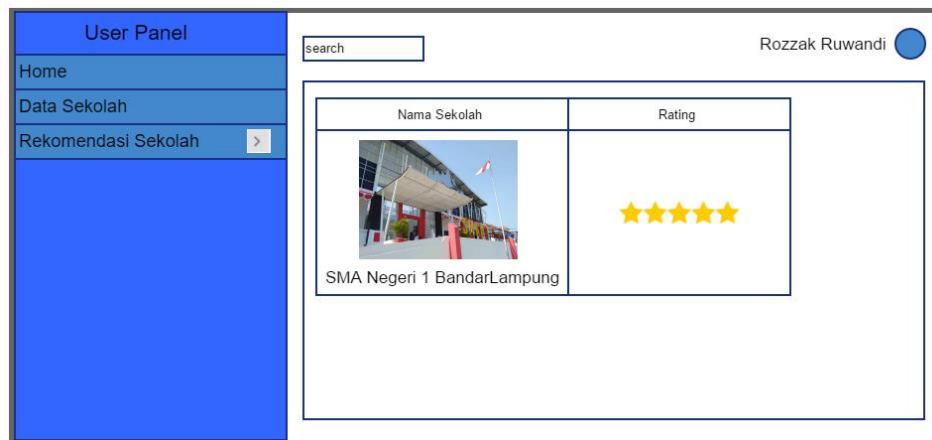 User Panel
Home
Data Sekolah
Rekomendasi Sekolah
search
Rozzak Ruwandi
Nama Sekolah
Rating
SMA Negeri 1 BandarLampung